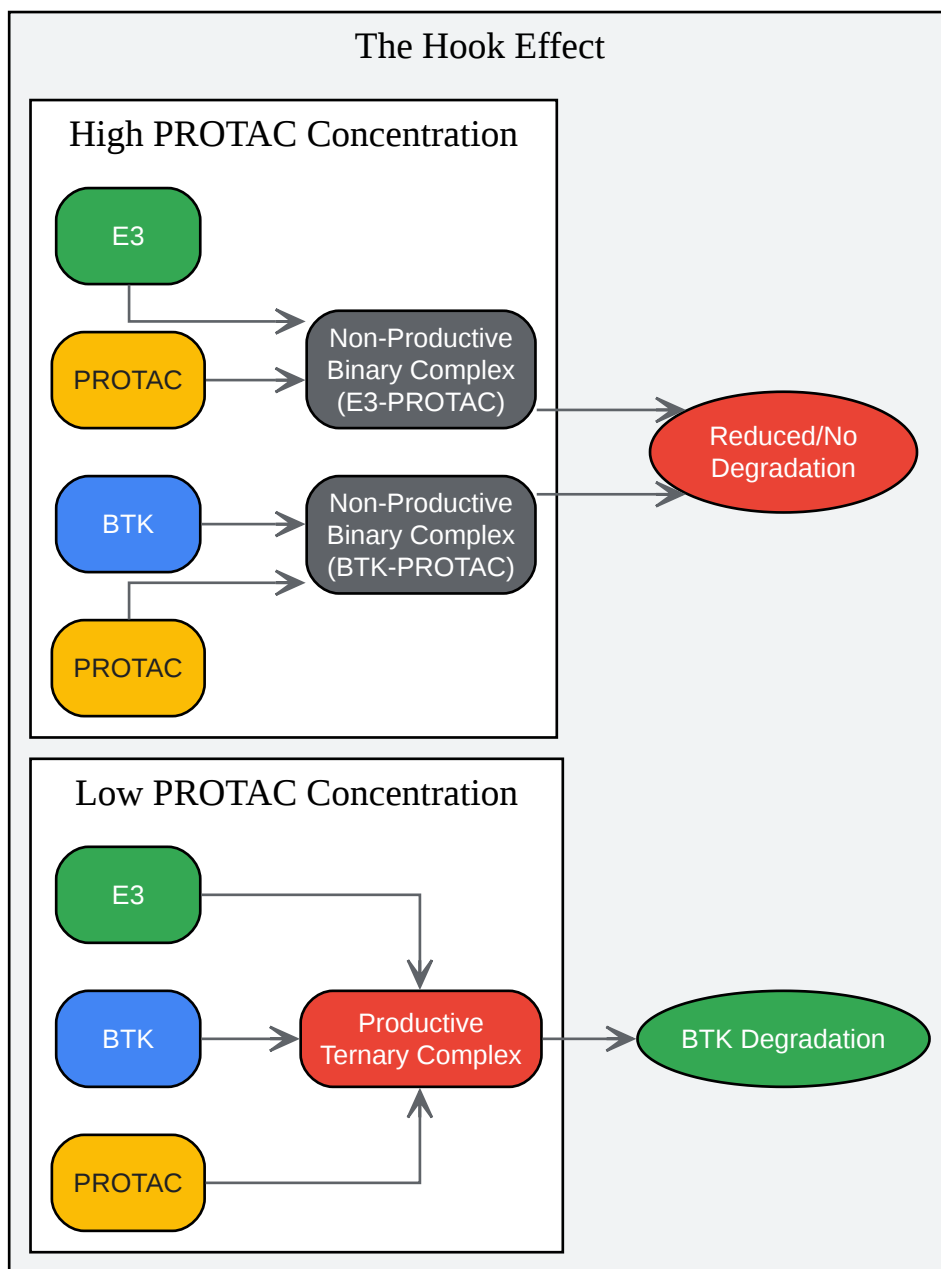 The Hook Effect
High PROTAC Concentration
E3
PROTAC
Non-Productive
Binary Complex
(E3-PROTAC)
BTK
Non-Productive
Binary Complex
(BTK-PROTAC)
PROTAC
Reduced/No
Degradation
Low PROTAC Concentration
E3
BTK
Productive
Ternary Complex
BTK Degradation
PROTAC